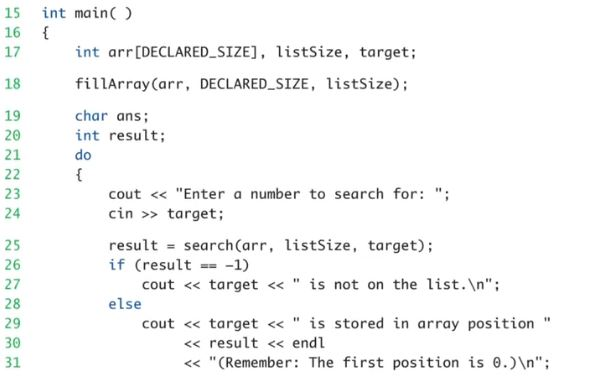 15 int main( )
16 {
17     int arr[DECLARED_SIZE], listSize, target;
18     fillArray(arr, DECLARED_SIZE, listSize);
19     char ans;
20     int result;
21     do
22     {
23         cout << "Enter a number to search for: ";
24         cin >> target;
25         result = search(arr, listSize, target);
26         if (result == −1)
27             cout << target << " is not on the list.\n";
28         else
29             cout << target << " is stored in array position "
30                  << result << endl
31                  << "(Remember: The first position is 0.)\n";